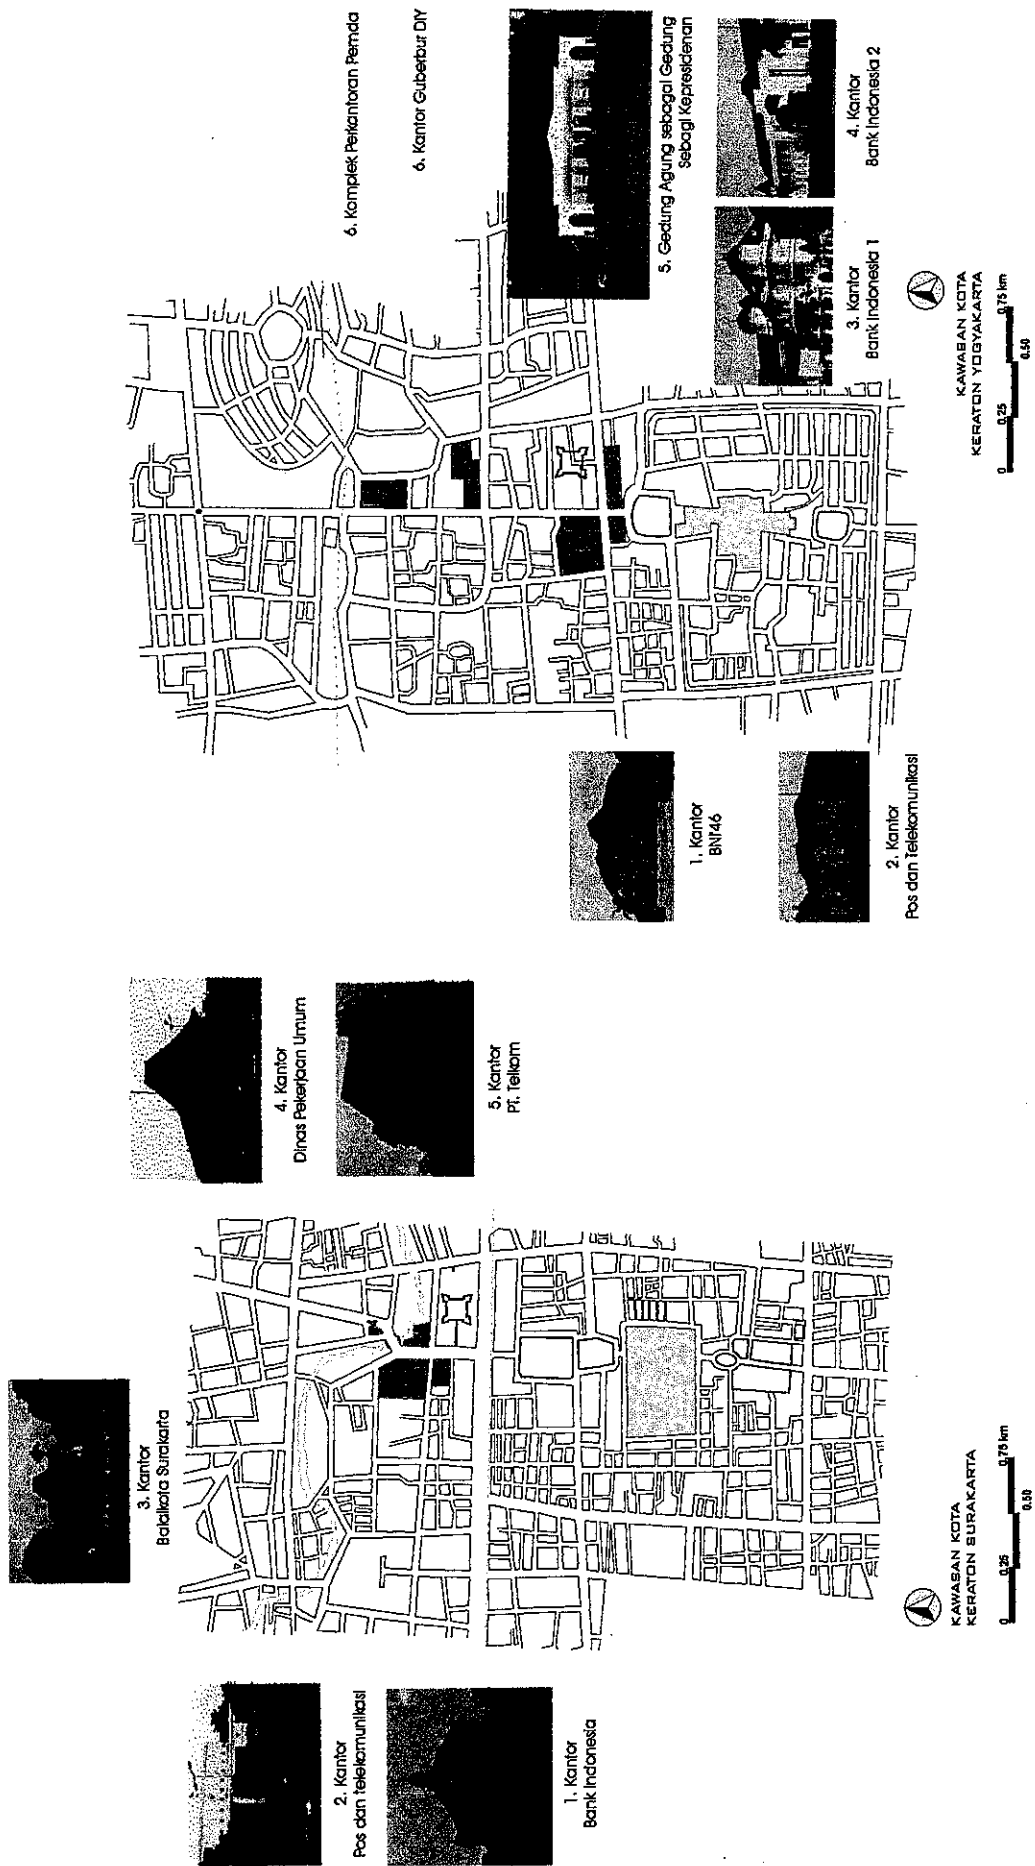 3. Kantor
Balaikota Surakarta
2. Kantor
Pos dan telekomunikasi
1. Kantor
Bank Indonesia
4. Kantor
Dinas Pekerjaan Umum
5. Kantor
PT. Telkom
KAWASAN KOTA
KERATON SURAKARTA
0 0.25 0.50 0.75 km
6. Komplek Perkantoran Pemda
6. Kantor Guberbur DIY
5. Gedung Agung sebagai Gedung
Sebagi Kepresidenan
1. Kantor
BNI'46
2. Kantor
Pos dan Telekomunikasi
3. Kantor
Bank Indonesia 1
4. Kantor
Bank Indonesia 2
KAWASAN KOTA
KERATON YOGYAKARTA
0 0.25 0.50 0.75 km